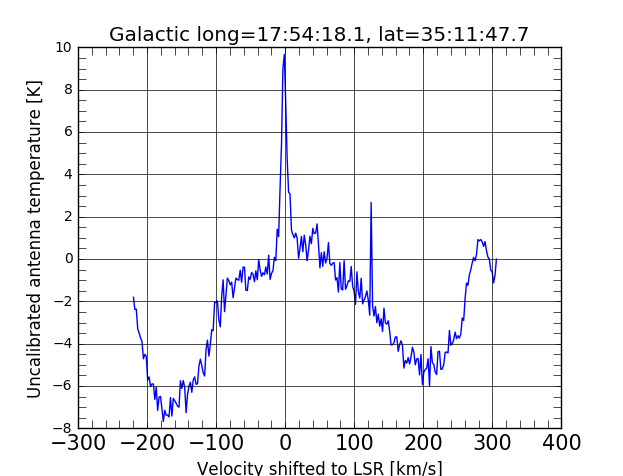 Galactic long=17:54:18.1, lat=35:11:47.7
Uncalibrated antenna temperature [K]
10
8
6
4
2
0
−2
−4
−6
−8
−300 −200 −100 0 100 200 300 400
Velocity shifted to LSR [km/s]